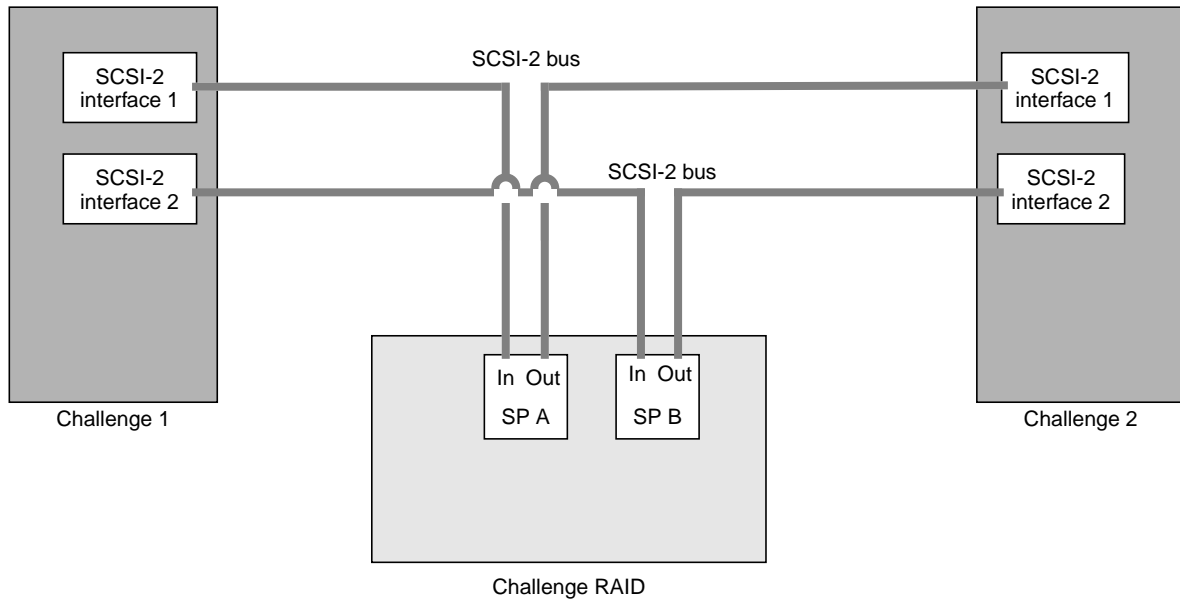 SCSI-2 bus
SCSI-2
interface 1
SCSI-2
interface 1
SCSI-2
interface 2
SCSI-2 bus
SCSI-2
interface 2
In Out
SP A
In Out
SP B
Challenge 1
Challenge 2
Challenge RAID